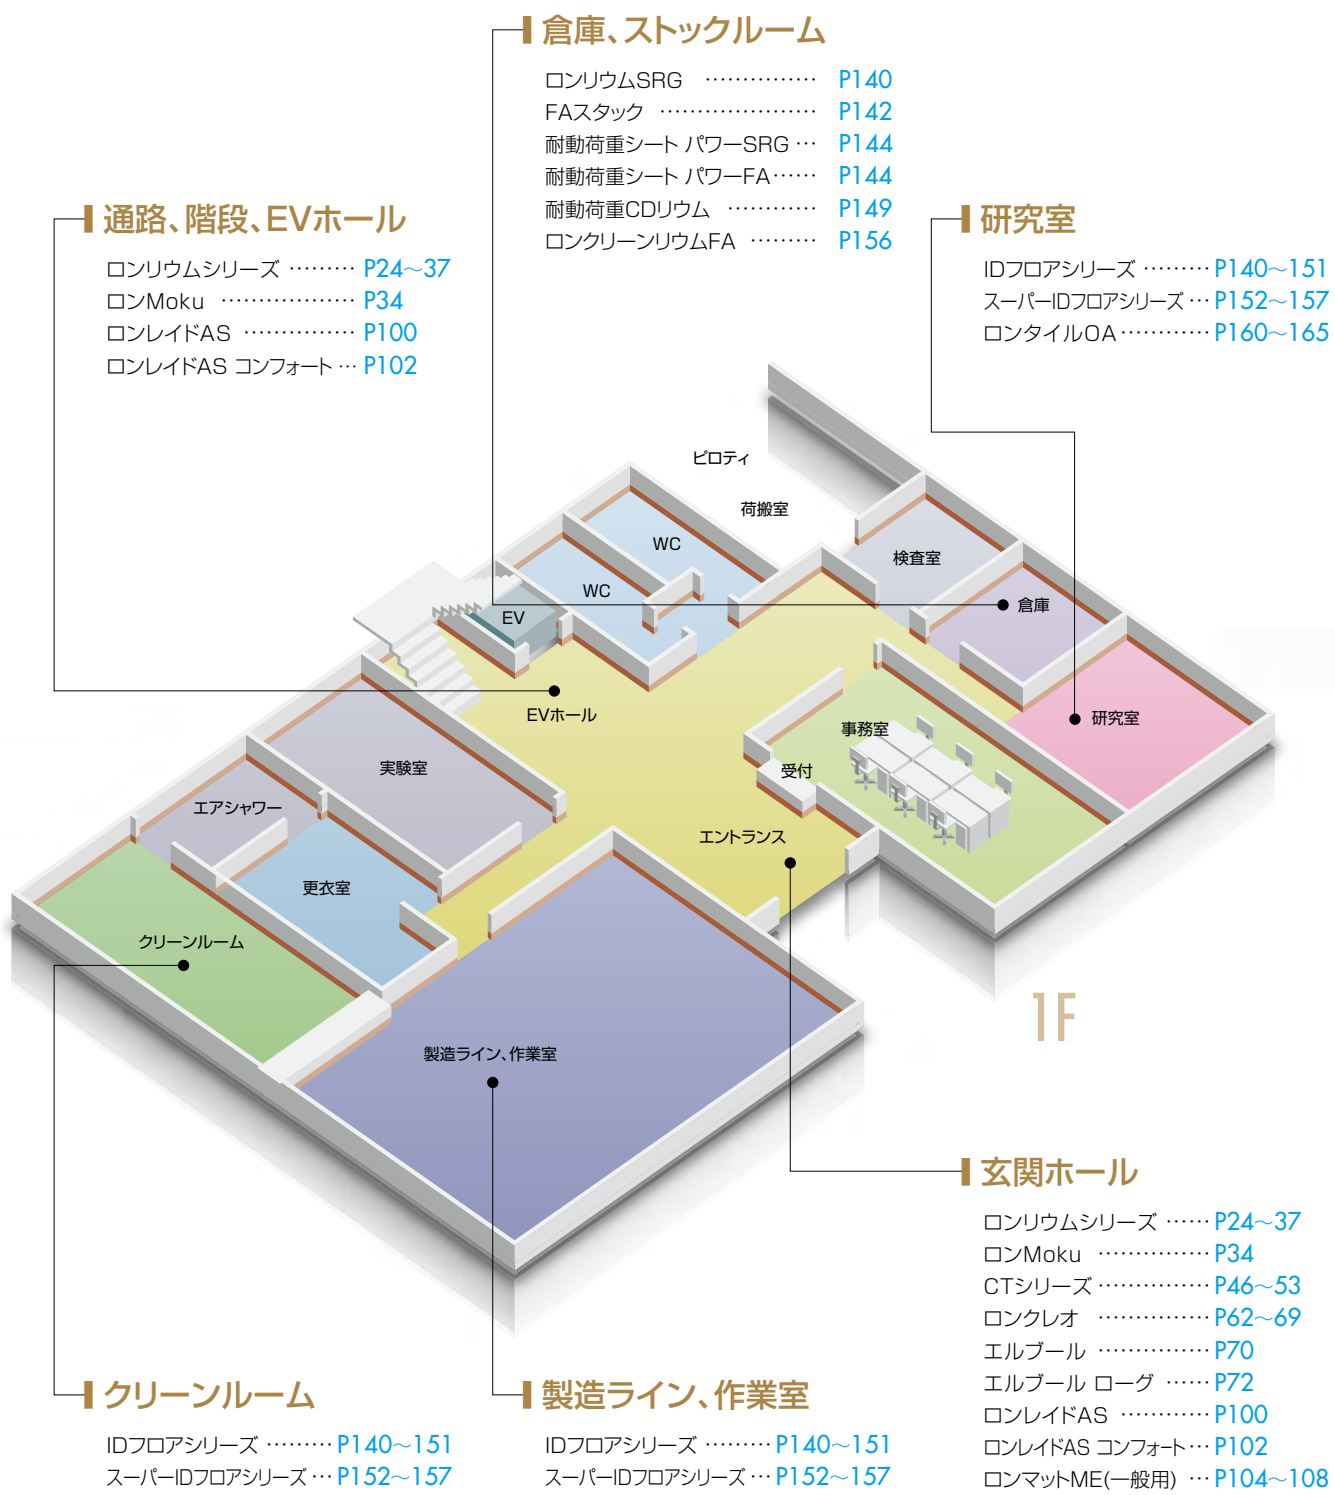 倉庫、ストックルーム
ロンリウムSRG …………… P140
FAスタック ………………… P142
耐動荷重シート パワーSRG … P144
耐動荷重シート パワーFA …… P144
耐動荷重CDリウム ………… P149
ロンクリーンリウムFA ……… P156
通路、階段、EVホール
ロンリウムシリーズ ……… P24〜37
ロンMoku ……………… P34
ロンレイドAS …………… P100
ロンレイドAS コンフォート … P102
研究室
IDフロアシリーズ ……… P140〜151
スーパーIDフロアシリーズ … P152〜157
ロンタイルOA ………… P160〜165
ピロティ
荷搬室
WC
検査室
WC
倉庫
EV
EVホール
研究室
事務室
実験室
受付
エアシャワー
エントランス
更衣室
クリーンルーム
1F
製造ライン、作業室
玄関ホール
ロンリウムシリーズ …… P24〜37
ロンMoku …………… P34
CTシリーズ …………… P46〜53
ロンクレオ …………… P62〜69
エルブール …………… P70
エルブール ローグ …… P72
ロンレイドAS ………… P100
ロンレイドAS コンフォート … P102
ロンマットME(一般用) … P104〜108
クリーンルーム
IDフロアシリーズ ……… P140〜151
スーパーIDフロアシリーズ … P152〜157
製造ライン、作業室
IDフロアシリーズ ……… P140〜151
スーパーIDフロアシリーズ … P152〜157